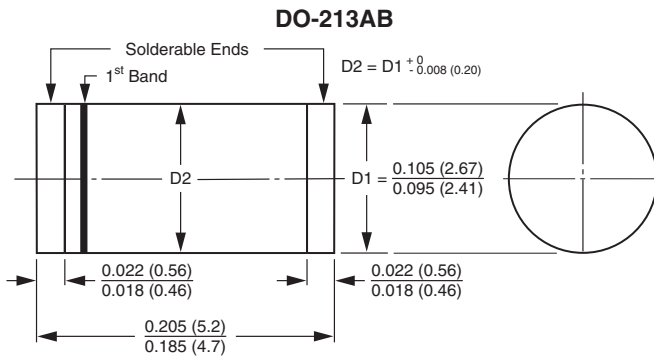 DO-213AB
Solderable Ends
1st Band
D2 = D1 + 0
- 0.008 (0.20)
D2
D1 = 0.105 (2.67)
0.095 (2.41)
0.022 (0.56)
0.018 (0.46)
0.022 (0.56)
0.018 (0.46)
0.205 (5.2)
0.185 (4.7)